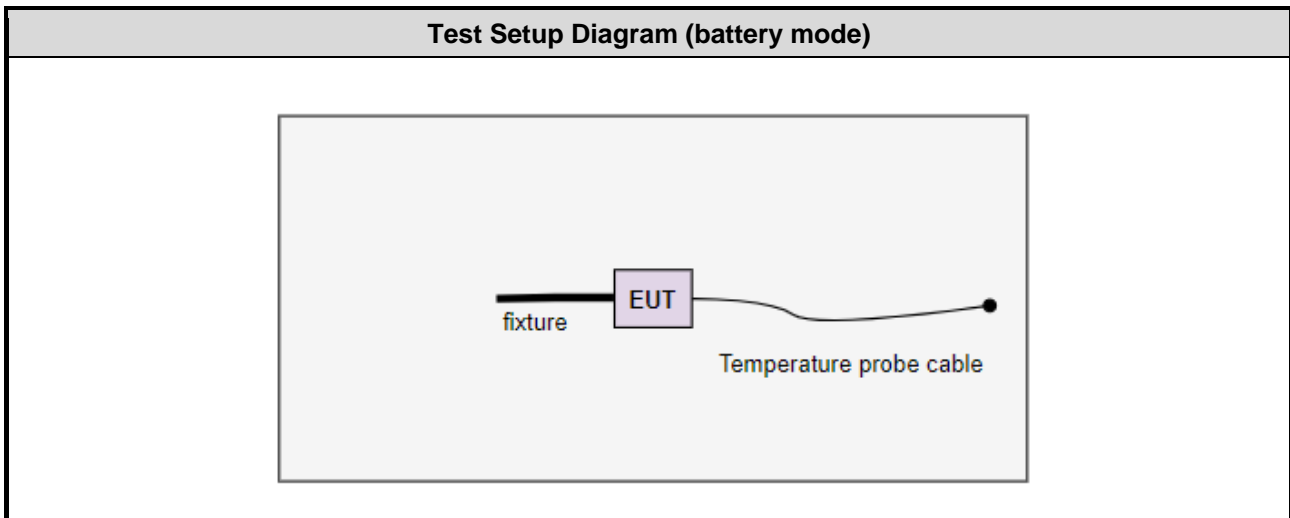 Test Setup Diagram (battery mode)
EUT
fixture
Temperature probe cable